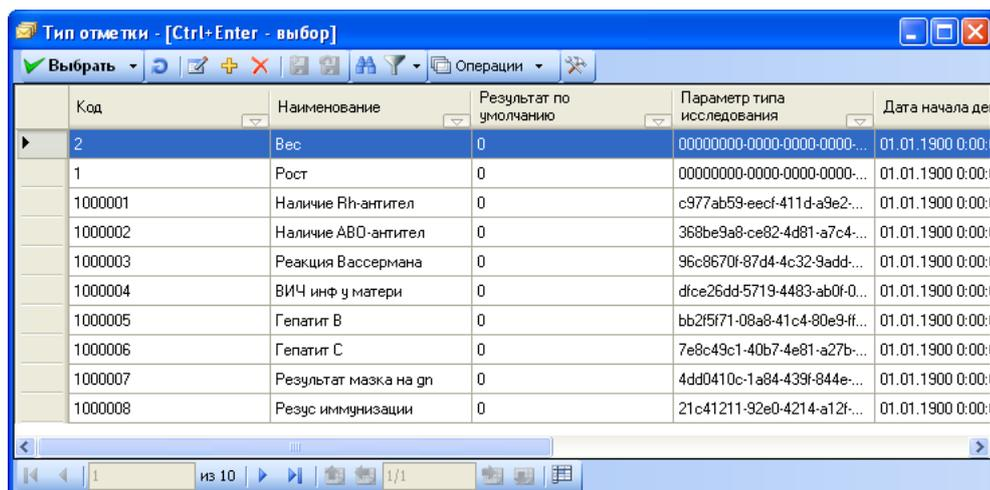 Тип отметки - [Ctrl+Enter - выбор]
Выбрать Операции
Код Наименование Результат по умолчанию Параметр типа исследования Дата начала де
2 Вес 0 00000000-0000-0000-0000-... 01.01.1900 0:00:
1 Рост 0 00000000-0000-0000-0000-... 01.01.1900 0:00:
1000001 Наличие Rh-антител 0 c977ab59-eecf-411d-a9e2-... 01.01.1900 0:00:
1000002 Наличие АВО-антител 0 368be9a8-ce82-4d81-a7c4-... 01.01.1900 0:00:
1000003 Реакция Вассермана 0 96c8670f-87d4-4c32-9add-... 01.01.1900 0:00:
1000004 ВИЧ инф у матери 0 dfce26dd-5719-4483-ab0f-0... 01.01.1900 0:00:
1000005 Гепатит В 0 bb2f5f71-08a8-41c4-80e9-ff... 01.01.1900 0:00:
1000006 Гепатит С 0 7e8c49c1-40b7-4e81-a27b-... 01.01.1900 0:00:
1000007 Результат мазка на gn 0 4dd0410c-1a84-439f-844e-... 01.01.1900 0:00:
1000008 Резус иммунизации 0 21c41211-92e0-4214-a12f-... 01.01.1900 0:00:
1 из 10 1/1